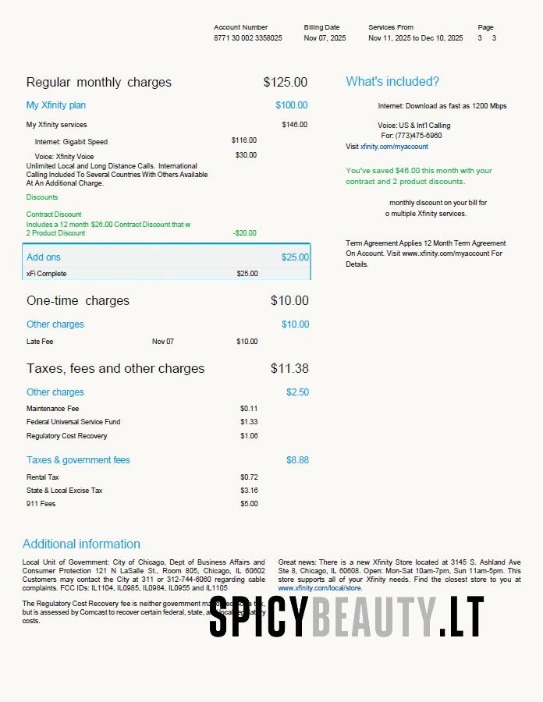 Account Number Billing Date Services From Page
8771 30 002 3358025 Nov 07, 2025 Nov 11, 2025 to Dec 10, 2025 3 3
Regular monthly charges $125.00
My Xfinity plan $100.00
My Xfinity services $146.00
Internet: Gigabit Speed $116.00
Voice: Xfinity Voice $30.00
Unlimited Local and Long Distance Calls. International
Calling Included To Several Countries With Others Available
At An Additional Charge.
Discounts
Contract Discount
Includes a 12 month $26.00 Contract Discount that w
2 Product Discount -$20.00
Add ons $25.00
xFi Complete $25.00
One-time charges $10.00
Other charges $10.00
Late Fee Nov 07 $10.00
Taxes, fees and other charges $11.38
Other charges $2.50
Maintenance Fee $0.11
Federal Universal Service Fund $1.33
Regulatory Cost Recovery $1.06
Taxes & government fees $8.88
Rental Tax $0.72
State & Local Excise Tax $3.16
911 Fees $5.00
What's included?
Internet: Download as fast as 1200 Mbps
Voice: US & Int'l Calling
For: (773)475-6960
Visit xfinity.com/myaccount
You've saved $46.00 this month with your
contract and 2 product discounts.
monthly discount on your bill for
o multiple Xfinity services.
Term Agreement Applies 12 Month Term Agreement
On Account. Visit www.xfinity.com/myaccount For
Details.
Additional information
Local Unit of Government: City of Chicago, Dept of Business Affairs and
Consumer Protection 121 N LaSalle St., Room 805, Chicago, IL 60602
Customers may contact the City at 311 or 312-744-6060 regarding cable
complaints. FCC IDs: IL1104, IL0985, IL0984, IL0955 and IL1105
The Regulatory Cost Recovery fee is neither government
but is assessed by Comcast to recover certain federal, state,
costs.
Great news: There is a new Xfinity Store located at 3145 S. Ashland Ave
Ste 8, Chicago, IL 60608. Open: Mon-Sat 10am-7pm, Sun 11am-5pm. This
store supports all of your Xfinity needs. Find the closest store to you at
www.xfinity.com/local/store.
SPICYBEAUTY.LT